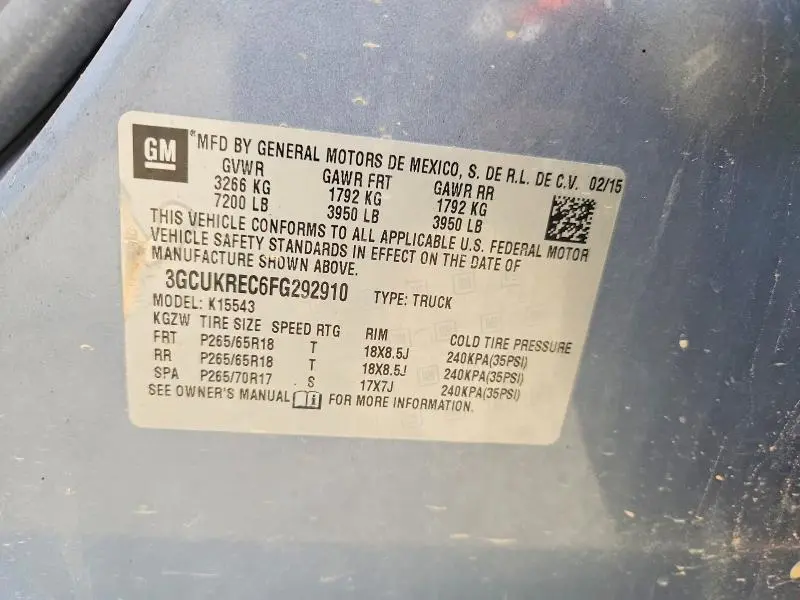 GM
®MFD BY GENERAL MOTORS DE MEXICO, S. DE R.L. DE C.V. 02/15
GVWR GAWR FRT GAWR RR
3266 KG 1792 KG 1792 KG
7200 LB 3950 LB 3950 LB
THIS VEHICLE CONFORMS TO ALL APPLICABLE U.S. FEDERAL MOTOR
VEHICLE SAFETY STANDARDS IN EFFECT ON THE DATE OF
MANUFACTURE SHOWN ABOVE.
3GCUKREC6FG292910 TYPE: TRUCK
MODEL: K15543
KGZW TIRE SIZE SPEED RTG RIM COLD TIRE PRESSURE
FRT P265/65R18 T 18X8.5J 240KPA(35PSI)
RR P265/65R18 T 18X8.5J 240KPA(35PSI)
SPA P265/70R17 S 17X7J 240KPA(35PSI)
SEE OWNER'S MANUAL FOR MORE INFORMATION.